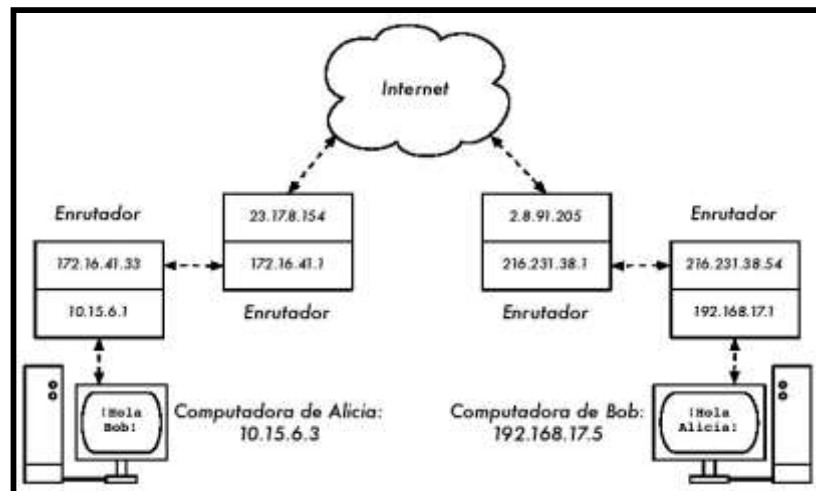 Internet
Enrutador
23.17.8.154
2.8.91.205
Enrutador
172.16.41.33
172.16.41.1
216.231.38.1
216.231.38.54
10.15.6.1
Enrutador
Enrutador
192.168.17.1
!Hola
Bob!
Computadora de Alicia:
10.15.6.3
Computadora de Bob:
192.168.17.5
!Hola
Alicia!